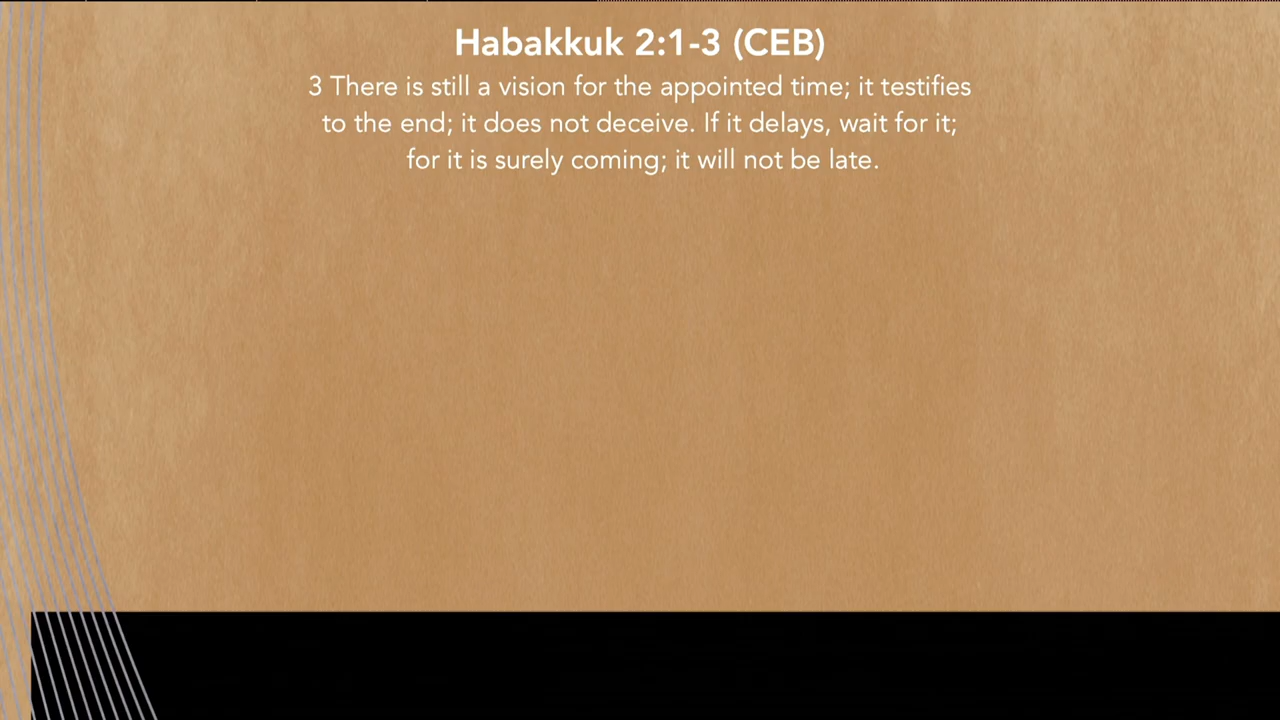 Habakkuk 2:1-3 (CEB)
3 There is still a vision for the appointed time; it testifies
to the end; it does not deceive. If it delays, wait for it;
for it is surely coming; it will not be late.